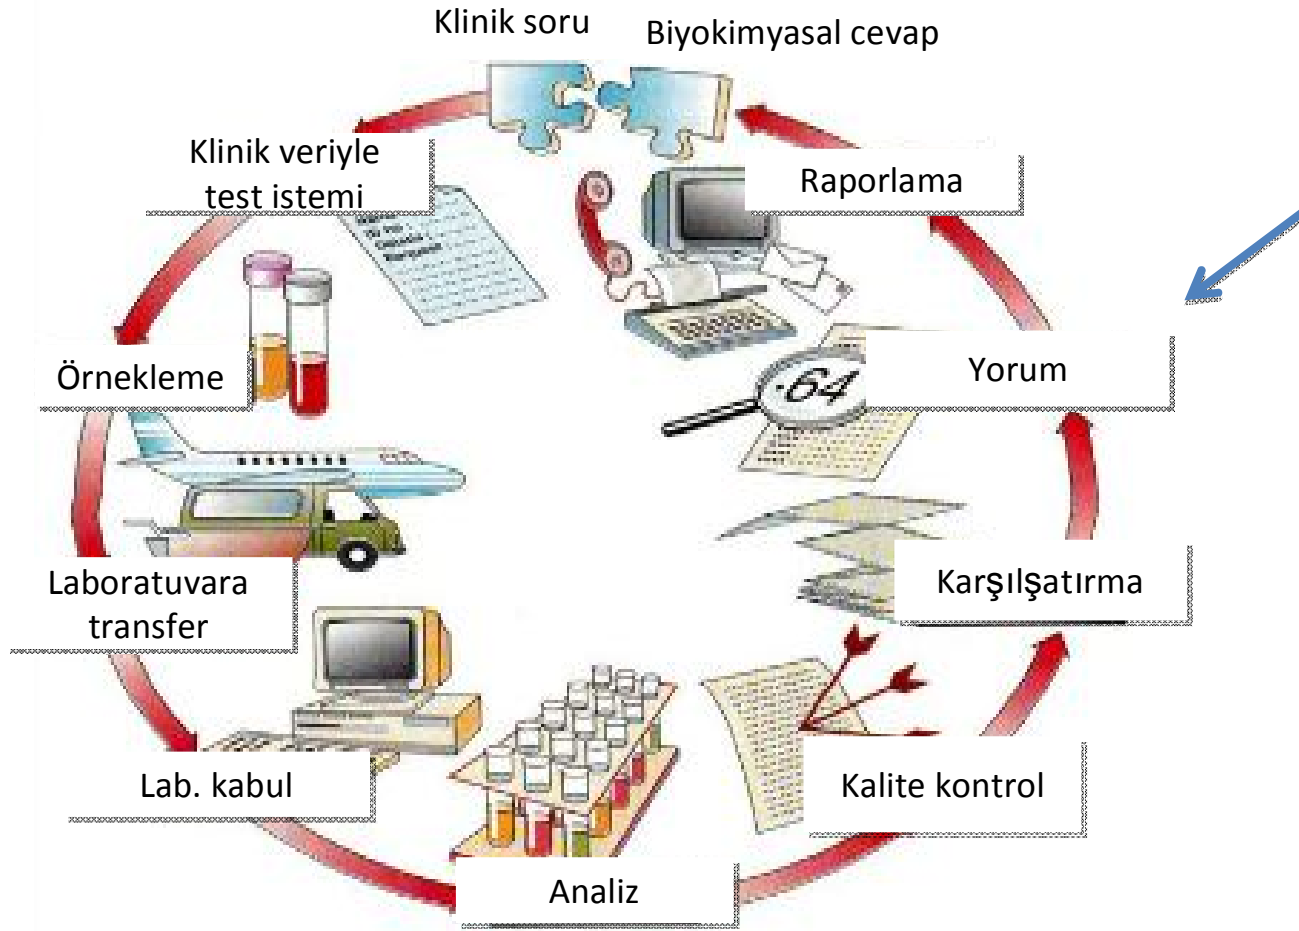 Klinik soru
Biyokimyasal cevap
Klinik veriyle
test istemi
Raporlama
Örnekleme
.64
Yorum
Laboratuvara
transfer
Karşılşatırma
Lab. kabul
Kalite kontrol
Analiz